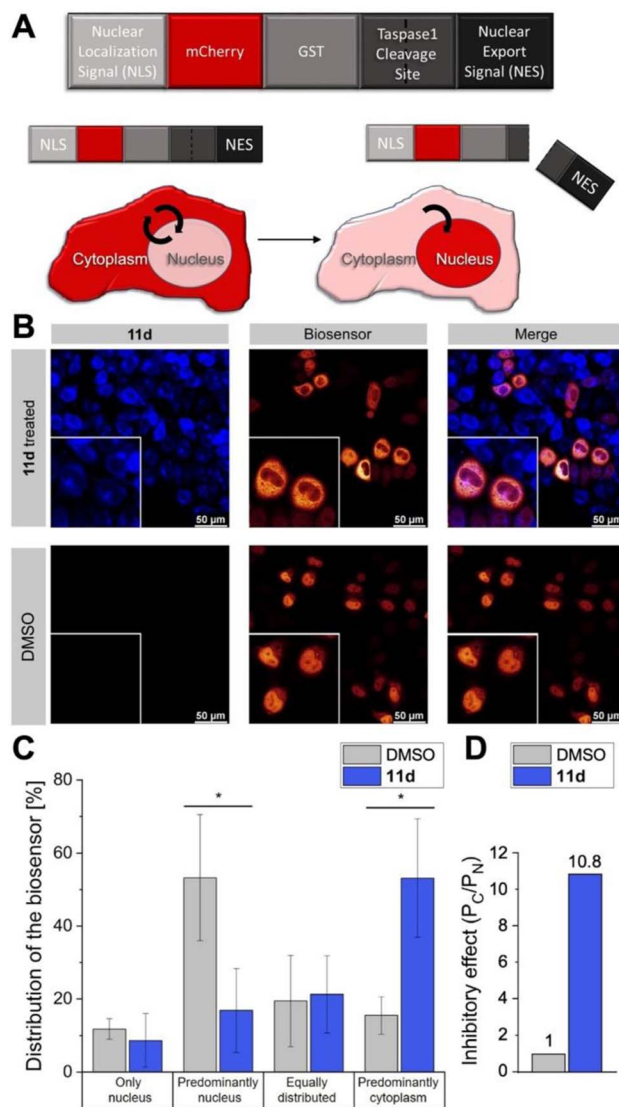 A
Nuclear
Localization
Signal (NLS)
mCherry
GST
Taspase1
Cleavage
Site
Nuclear
Export
Signal (NES)
NLS
NES
NLS
NES
Cytoplasm
Nucleus
Cytoplasm
Nucleus
B
11d
Biosensor
Merge
11d treated
50 µm
50 µm
50 µm
DMSO
50 µm
50 µm
50 µm
C
DMSO
11d
Distribution of the biosensor [%]
80
60
40
20
0
*
*
Only
nucleus
Predominantly
nucleus
Equally
distributed
Predominantly
cytoplasm
D
DMSO
11d
Inhibitory effect (PC/PN)
12
10
8
6
4
2
0
1
10.8